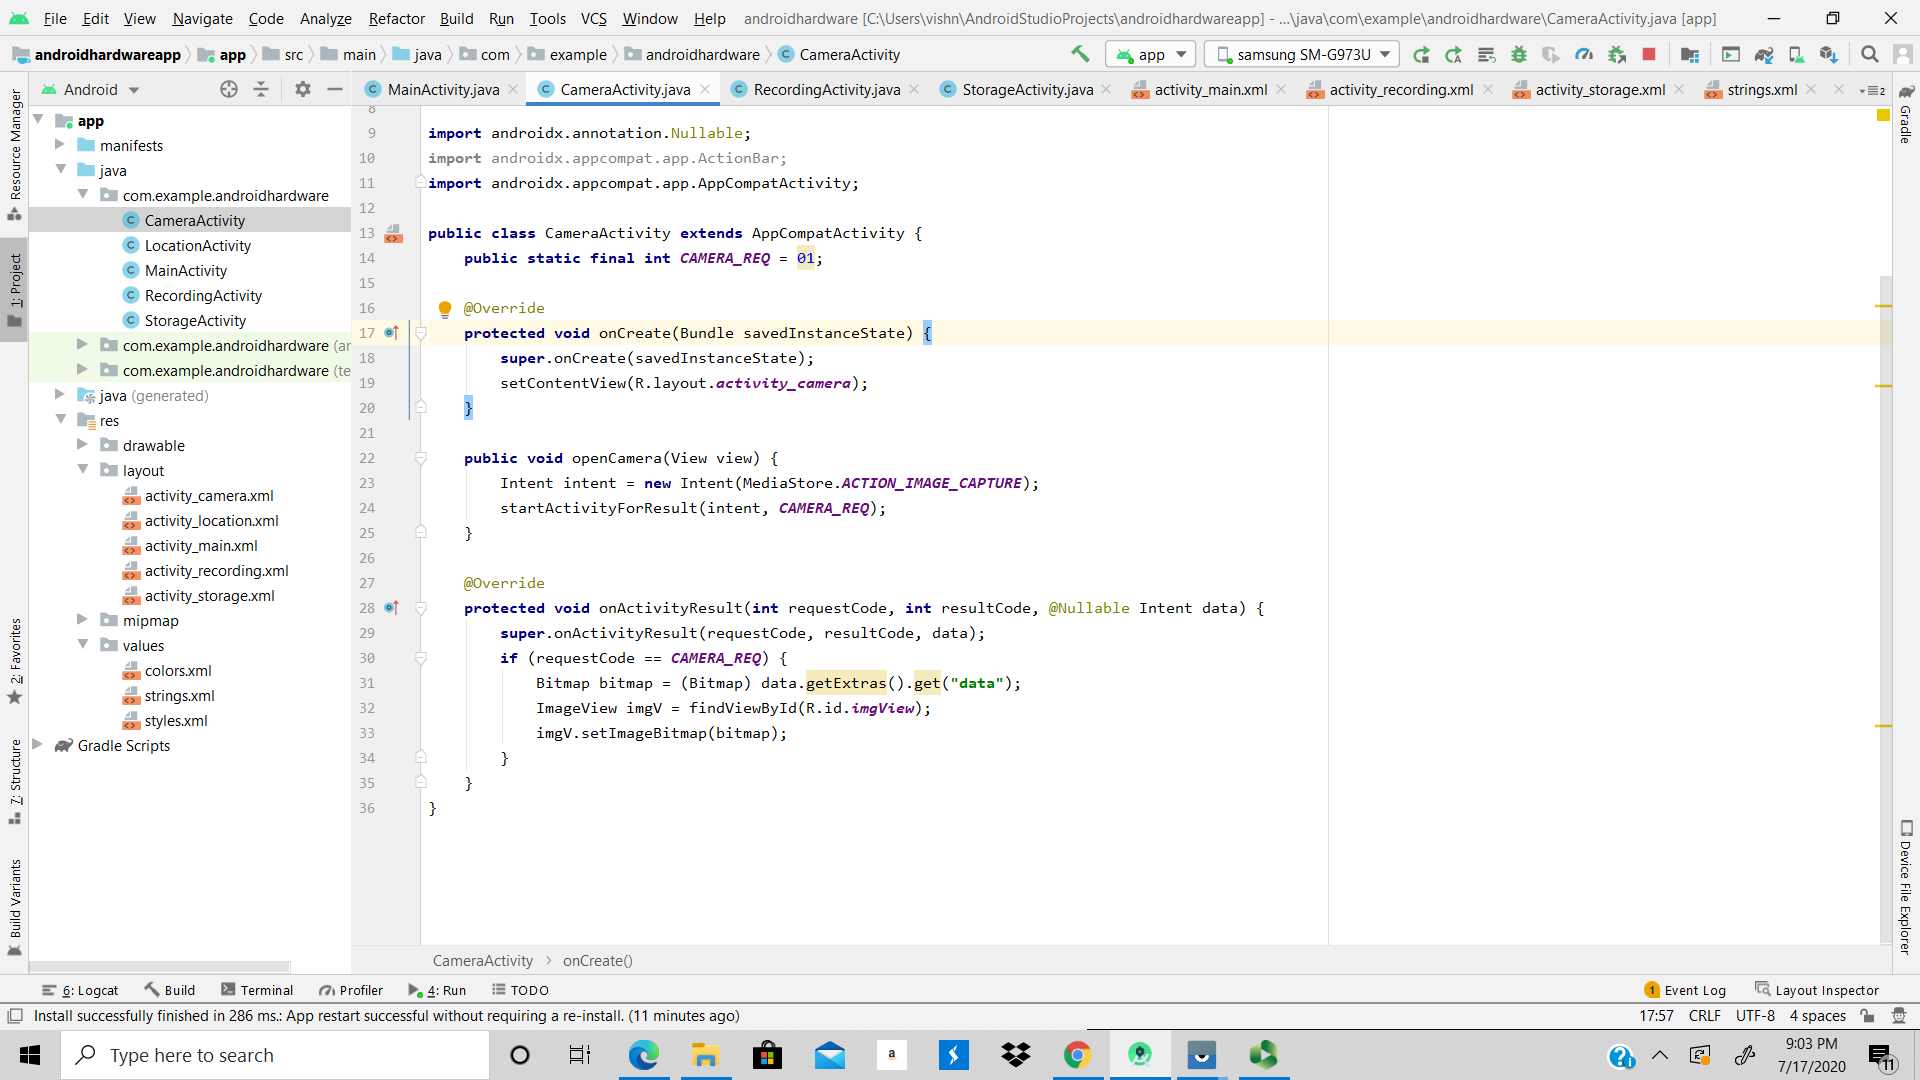 File Edit View Navigate Code Analyze Refactor Build Run Tools VCS Window Help androidhardware [C:\Users\vishn\AndroidStudioProjects\androidhardwareapp] - ...\java\com\example\androidhardware\CameraActivity.java [app]
androidhardwareapp app src main java com example androidhardware CameraActivity app samsung SM-G973U
Android MainActivity.java CameraActivity.java RecordingActivity.java StorageActivity.java activity_main.xml activity_recording.xml activity_storage.xml strings.xml 2
Resource Manager
1: Project
2: Favorites
7: Structure
Build Variants
app
manifests
java
com.example.androidhardware
CameraActivity
LocationActivity
MainActivity
RecordingActivity
StorageActivity
com.example.androidhardware (ar
com.example.androidhardware (te
java (generated)
res
drawable
layout
activity_camera.xml
activity_location.xml
activity_main.xml
activity_recording.xml
activity_storage.xml
mipmap
values
colors.xml
strings.xml
styles.xml
Gradle Scripts
8
9 import androidx.annotation.Nullable;
10 import androidx.appcompat.app.ActionBar;
11 import androidx.appcompat.app.AppCompatActivity;
12
13 public class CameraActivity extends AppCompatActivity {
14 public static final int CAMERA_REQ = 01;
15
16 @Override
17 protected void onCreate(Bundle savedInstanceState) {
18 super.onCreate(savedInstanceState);
19 setContentView(R.layout.activity_camera);
20 }
21
22 public void openCamera(View view) {
23 Intent intent = new Intent(MediaStore.ACTION_IMAGE_CAPTURE);
24 startActivityForResult(intent, CAMERA_REQ);
25 }
26
27 @Override
28 protected void onActivityResult(int requestCode, int resultCode, @Nullable Intent data) {
29 super.onActivityResult(requestCode, resultCode, data);
30 if (requestCode == CAMERA_REQ) {
31 Bitmap bitmap = (Bitmap) data.getExtras().get("data");
32 ImageView imgV = findViewById(R.id.imgView);
33 imgV.setImageBitmap(bitmap);
34 }
35 }
36 }
Gradle
Device File Explorer
CameraActivity onCreate()
6: Logcat Build Terminal Profiler 4: Run TODO 1 Event Log Layout Inspector
Install successfully finished in 286 ms.: App restart successful without requiring a re-install. (11 minutes ago) 17:57 CRLF UTF-8 4 spaces
Type here to search
a
9:03 PM
7/17/2020
11